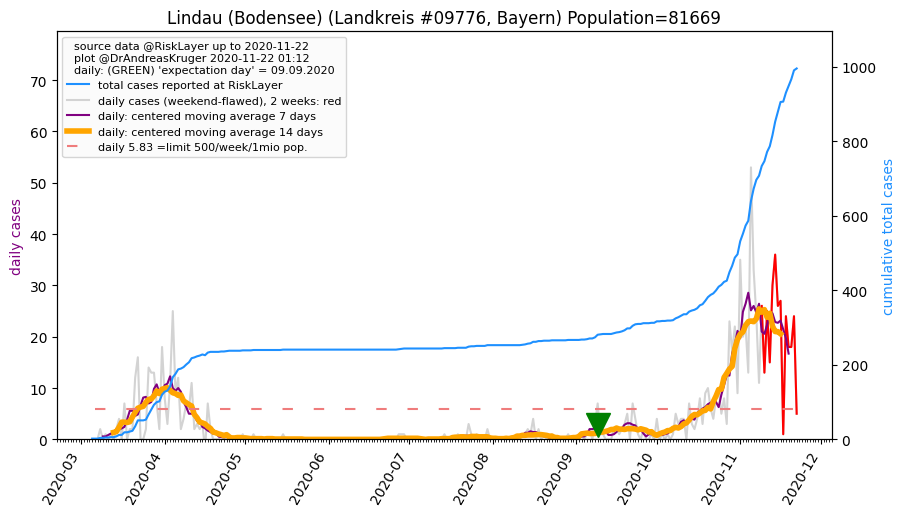 Lindau (Bodensee) (Landkreis #09776, Bayern) Population=81669
source data @RiskLayer up to 2020-11-22
plot @DrAndreasKruger 2020-11-22 01:12
daily: (GREEN) 'expectation day' = 09.09.2020
total cases reported at RiskLayer
daily cases (weekend-flawed), 2 weeks: red
daily: centered moving average 7 days
daily: centered moving average 14 days
daily 5.83 =limit 500/week/1mio pop.
daily cases
70
60
50
40
30
20
10
0
1000
800
600
400
200
0
cumulative total cases
2020-03
2020-04
2020-05
2020-06
2020-07
2020-08
2020-09
2020-10
2020-11
2020-12